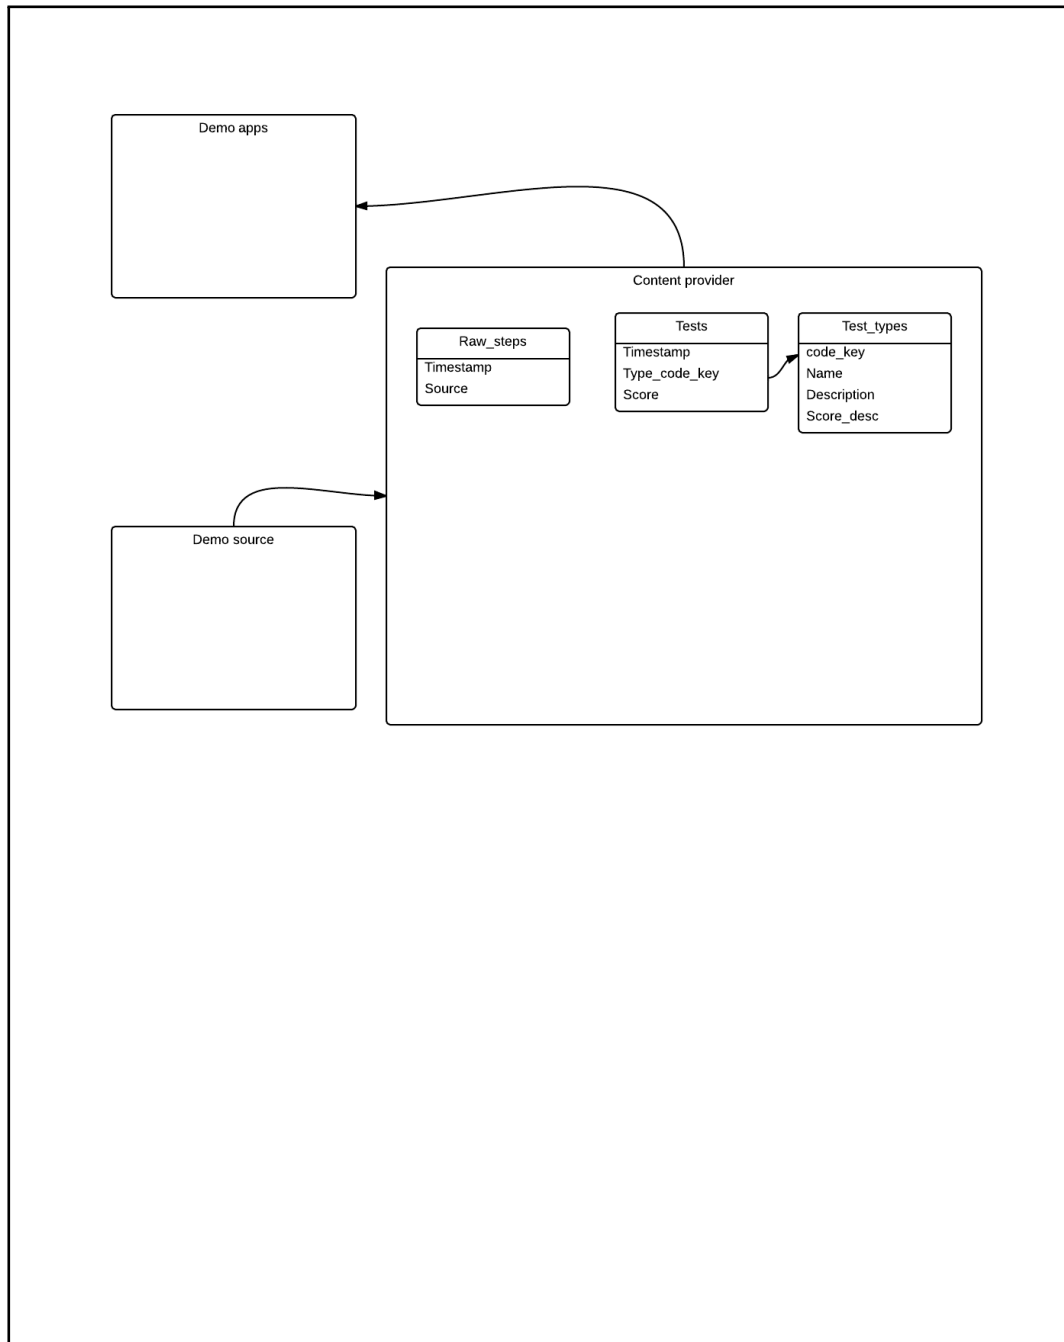 Demo apps
Content provider
Raw_steps
Timestamp
Source
Tests
Timestamp
Type_code_key
Score
Test_types
code_key
Name
Description
Score_desc
Demo source